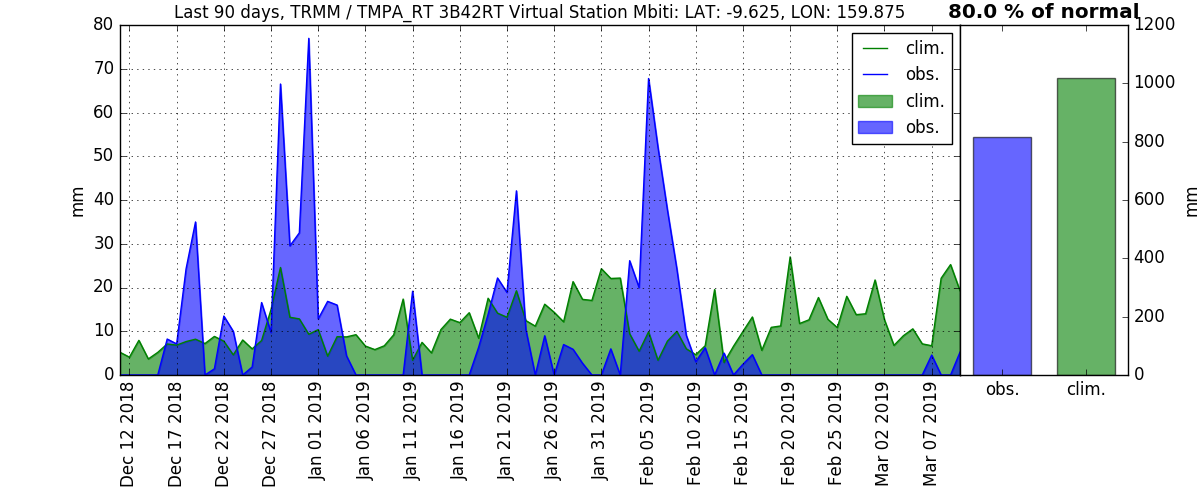 Last 90 days, TRMM / TMPA_RT 3B42RT Virtual Station Mbiti: LAT: -9.625, LON: 159.875
80.0 % of normal
80
70
60
50
40
30
20
10
0
mm
clim.
obs.
clim.
obs.
Dec 12 2018
Dec 17 2018
Dec 22 2018
Dec 27 2018
Jan 01 2019
Jan 06 2019
Jan 11 2019
Jan 16 2019
Jan 21 2019
Jan 26 2019
Jan 31 2019
Feb 05 2019
Feb 10 2019
Feb 15 2019
Feb 20 2019
Feb 25 2019
Mar 02 2019
Mar 07 2019
1200
1000
800
600
400
200
0
mm
obs.
clim.